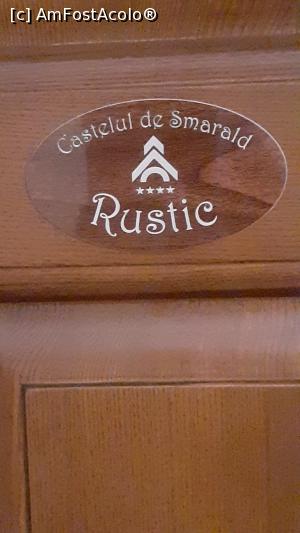 [c] AmFostAcolo®
Castelul de Smarald
Rustic